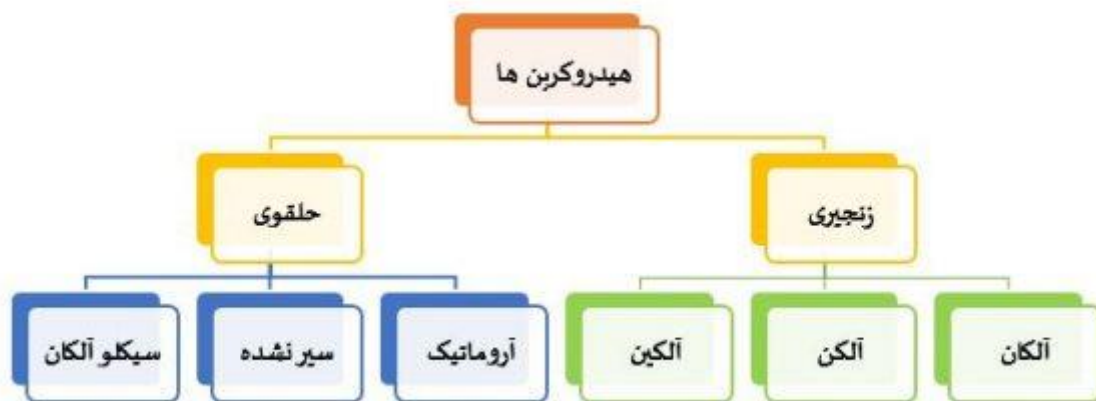 هیدروکربن ها
زنجیری
حلقوی
آلکان
آلکن
آلکین
آروماتیک
سیر نشده
سیکلو آلکان